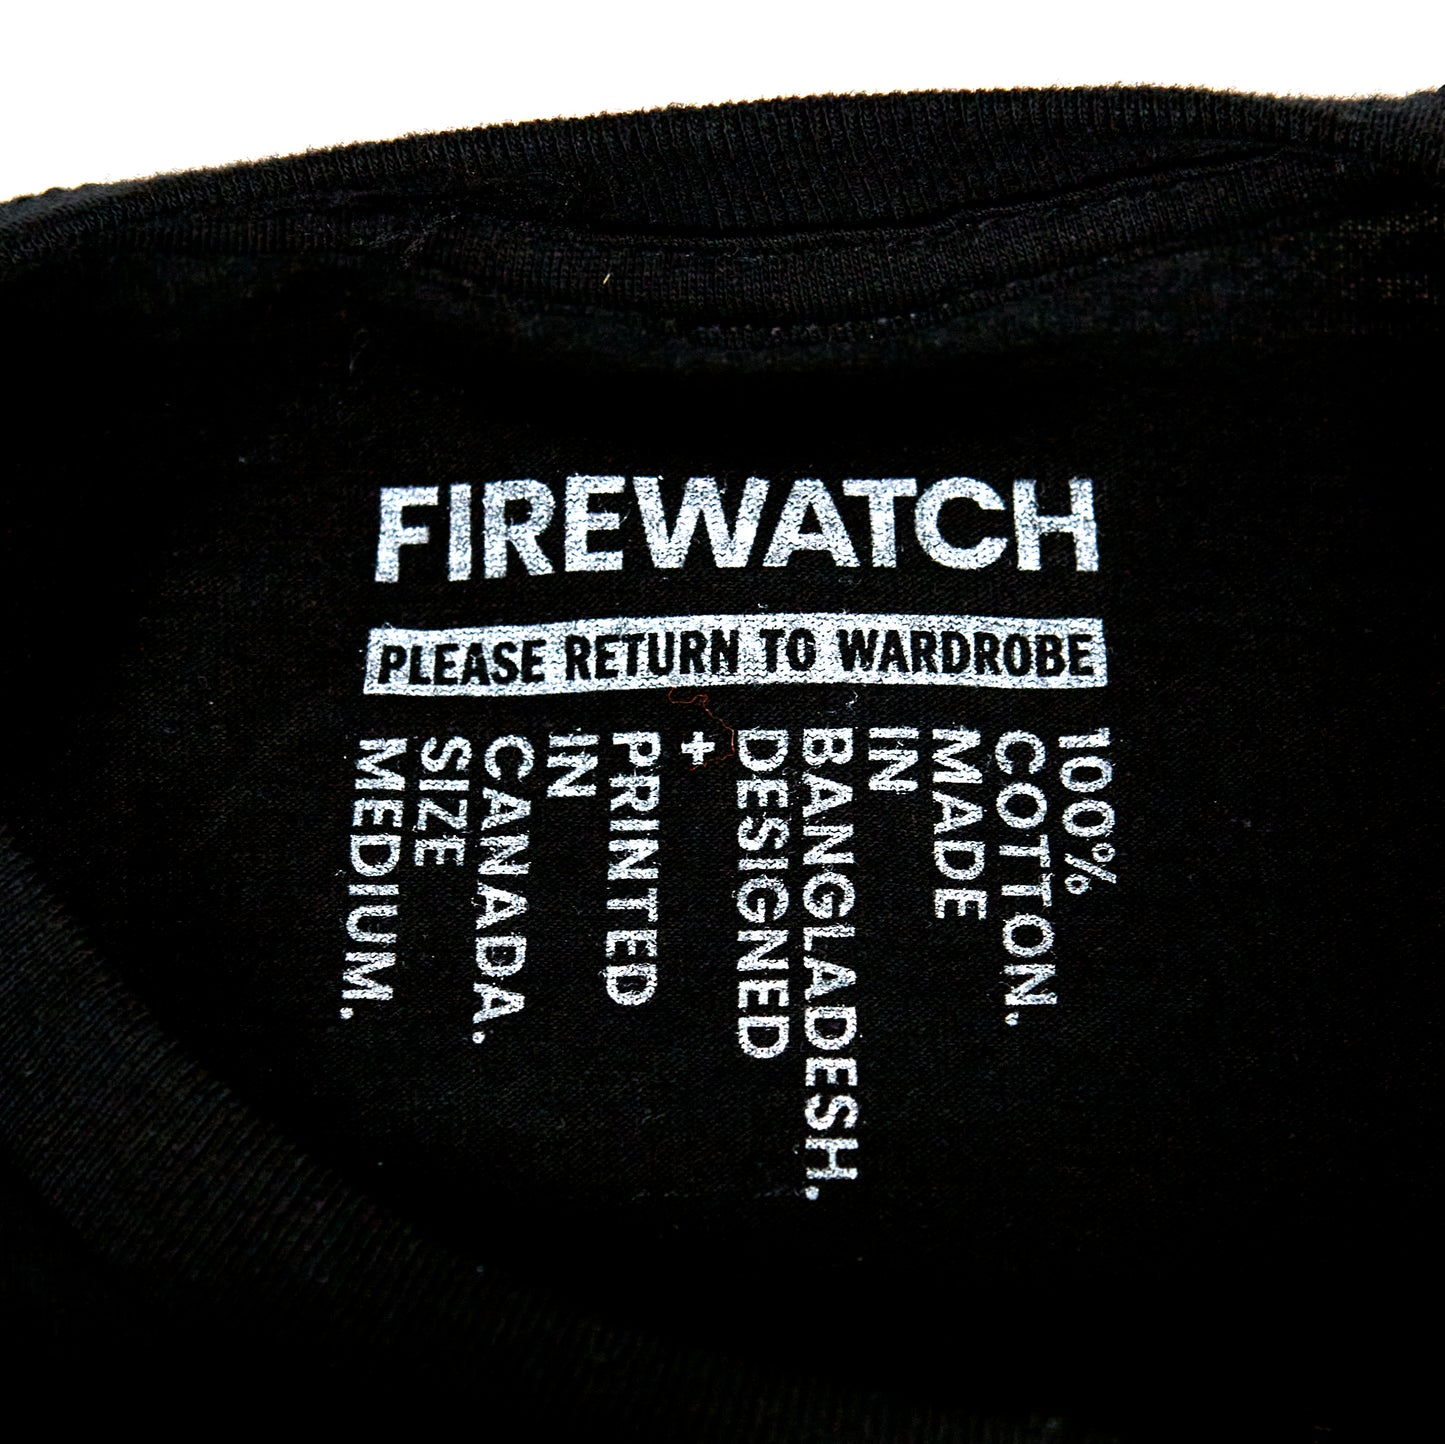 FIREWATCH
PLEASE RETURN TO WARDROBE
100%
COTTON.
MADE
IN
BANGLADESH.
DESIGNED
+
PRINTED
IN
CANADA.
SIZE
MEDIUM.